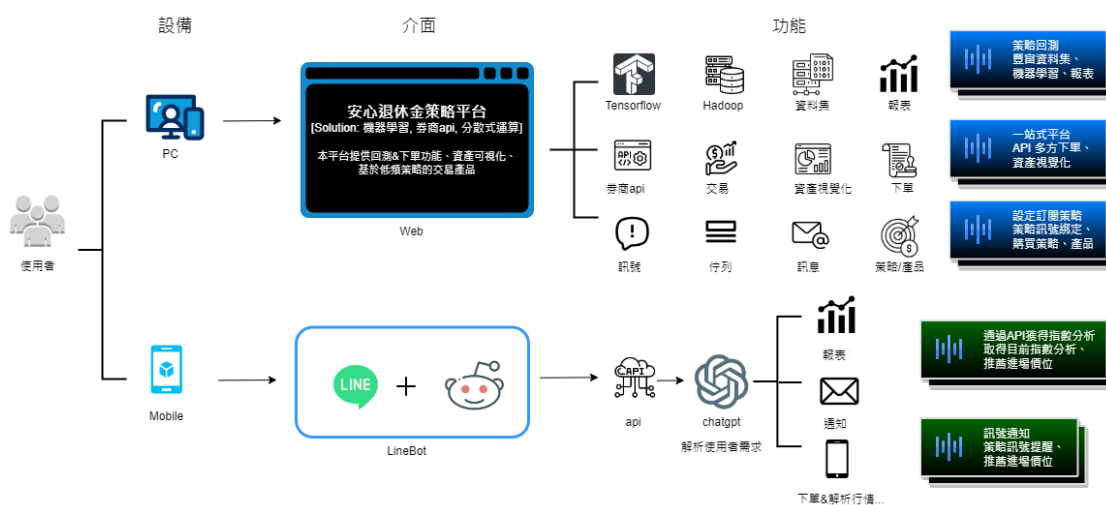 設備
介面
功能
使用者
PC
安心退休金策略平台
[Solution: 機器學習, 券商api, 分散式運算]
本平台提供回測&下單功能、資產可視化、
基於低頻策略的交易產品
Web
Tensorflow
Hadoop
0101
0101
資料集
報表
策略回測
豐富資料集、
機器學習、報表
API
</>
券商api
交易
資產視覺化
下單
一站式平台
API 多方下單、
資產視覺化
訊號
佇列
訊息
策略/產品
設定訂閱策略
策略訊號綁定、
購買策略、產品
Mobile
LINE
+
LineBot
API
api
chatgpt
解析使用者需求
報表
通知
下單&解析行情...
通過API獲得指數分析
取得目前指數分析、
推薦進場價位
訊號通知
策略訊號提醒、
推薦進場價位